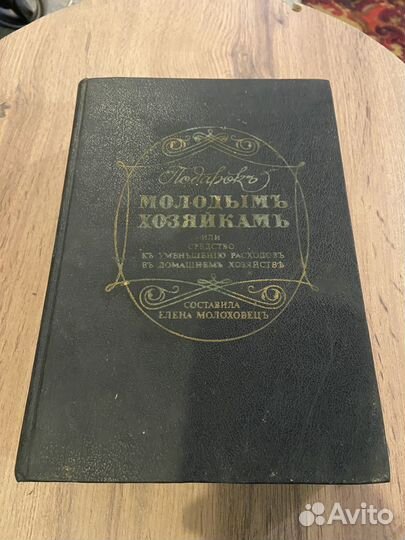 Подарокъ
МОЛОДЫМЪ
ХОЗЯЙКАМЪ
ИЛИ
СРЕДСТВО
КЪ УМЕНЬШЕНІЮ РАСХОДОВЪ
ВЪ ДОМАШНЕМЪ ХОЗЯЙСТВѢ
СОСТАВИЛА
ЕЛЕНА МОЛОХОВЕЦЪ
Avito